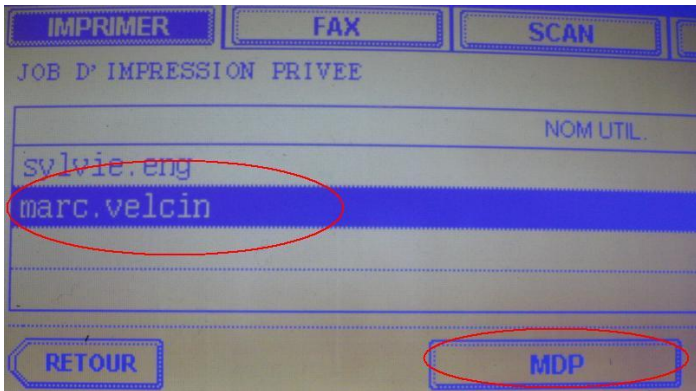 IMPRIMER FAX SCAN
JOB D'IMPRESSION PRIVEE
NOM UTIL.
sylvie.eng
marc.velcin
RETOUR MDP